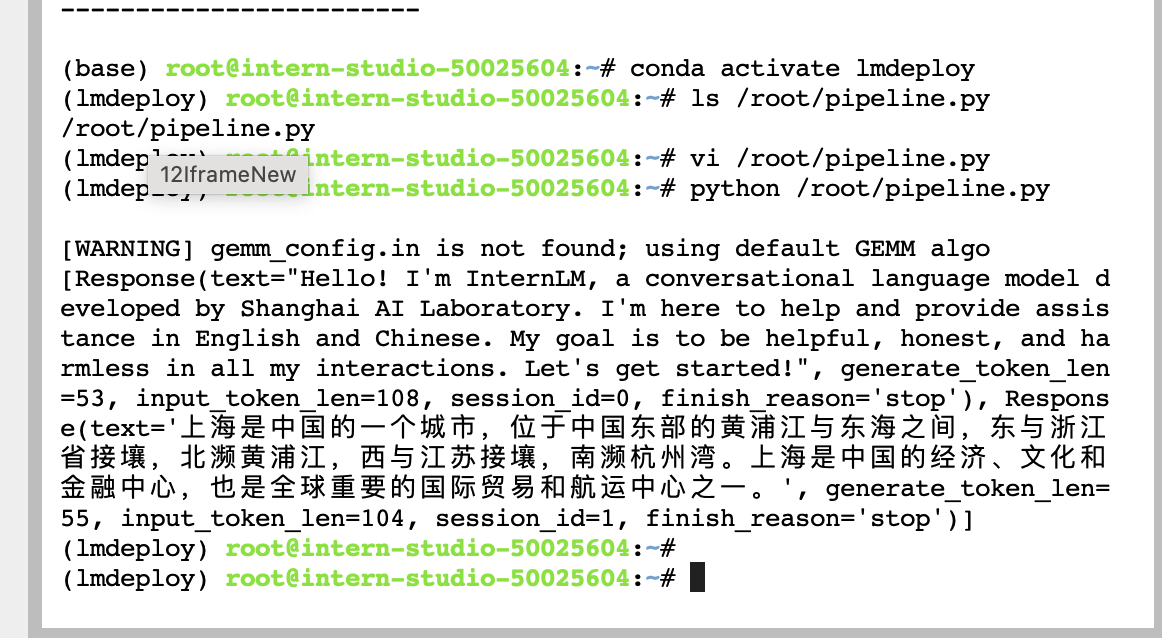 ------------------------
(base) root@intern-studio-50025604:~# conda activate lmdeploy
(lmdeploy) root@intern-studio-50025604:~# ls /root/pipeline.py
/root/pipeline.py
(lmdeploy) root@intern-studio-50025604:~# vi /root/pipeline.py
12IframeNew
(lmdeploy) root@intern-studio-50025604:~# python /root/pipeline.py
[WARNING] gemm_config.in is not found; using default GEMM algo
[Response(text="Hello! I'm InternLM, a conversational language model d
eveloped by Shanghai AI Laboratory. I'm here to help and provide assis
tance in English and Chinese. My goal is to be helpful, honest, and ha
rmless in all my interactions. Let's get started!", generate_token_len
=53, input_token_len=108, session_id=0, finish_reason='stop'), Respons
e(text='上海是中国的一个城市，位于中国东部的黄浦江与东海之间，东与浙江
省接壤，北濒黄浦江，西与江苏接壤，南濒杭州湾。上海是中国的经济、文化和
金融中心，也是全球重要的国际贸易和航运中心之一。', generate_token_len=
55, input_token_len=104, session_id=1, finish_reason='stop')]
(lmdeploy) root@intern-studio-50025604:~#
(lmdeploy) root@intern-studio-50025604:~#